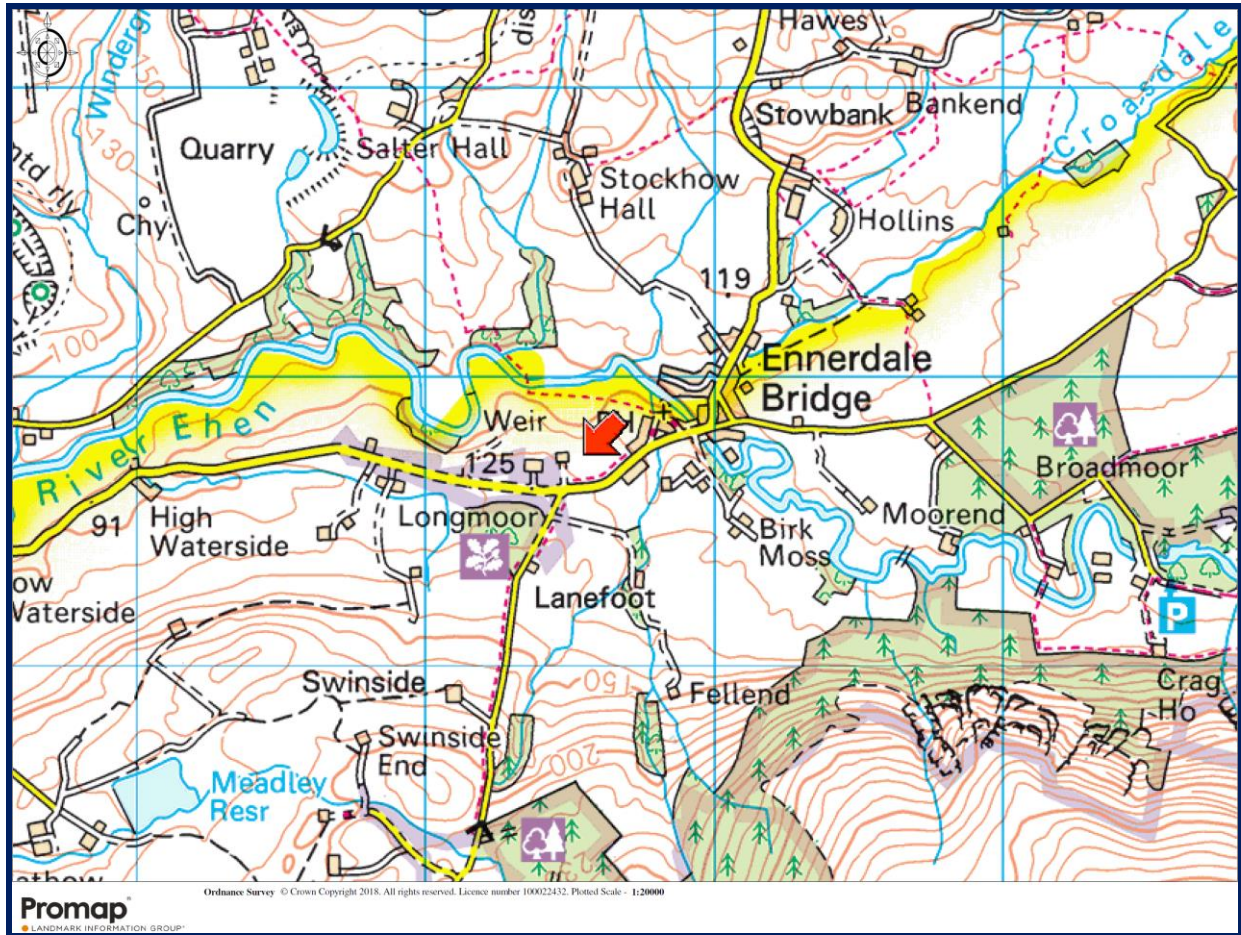 Hawes
Stowbank
Bankend
Croasdale
Quarry
Salter Hall
Stockhow
Hall
Hollins
Chy
119
150
130
100
Ennerdale
Bridge
River Ehen
Weir
125
91
High
Waterside
Longmoor
Birk
Moss
Moorend
Broadmoor
Lanefoot
Waterside
P
Swinside
Fellend
150
200
Crag
Ho
Swinside
End
Meadley
Resr
Ordnance Survey © Crown Copyright 2018. All rights reserved. Licence number 100022432. Plotted Scale - 1:20000
Promap
LANDMARK INFORMATION GROUP